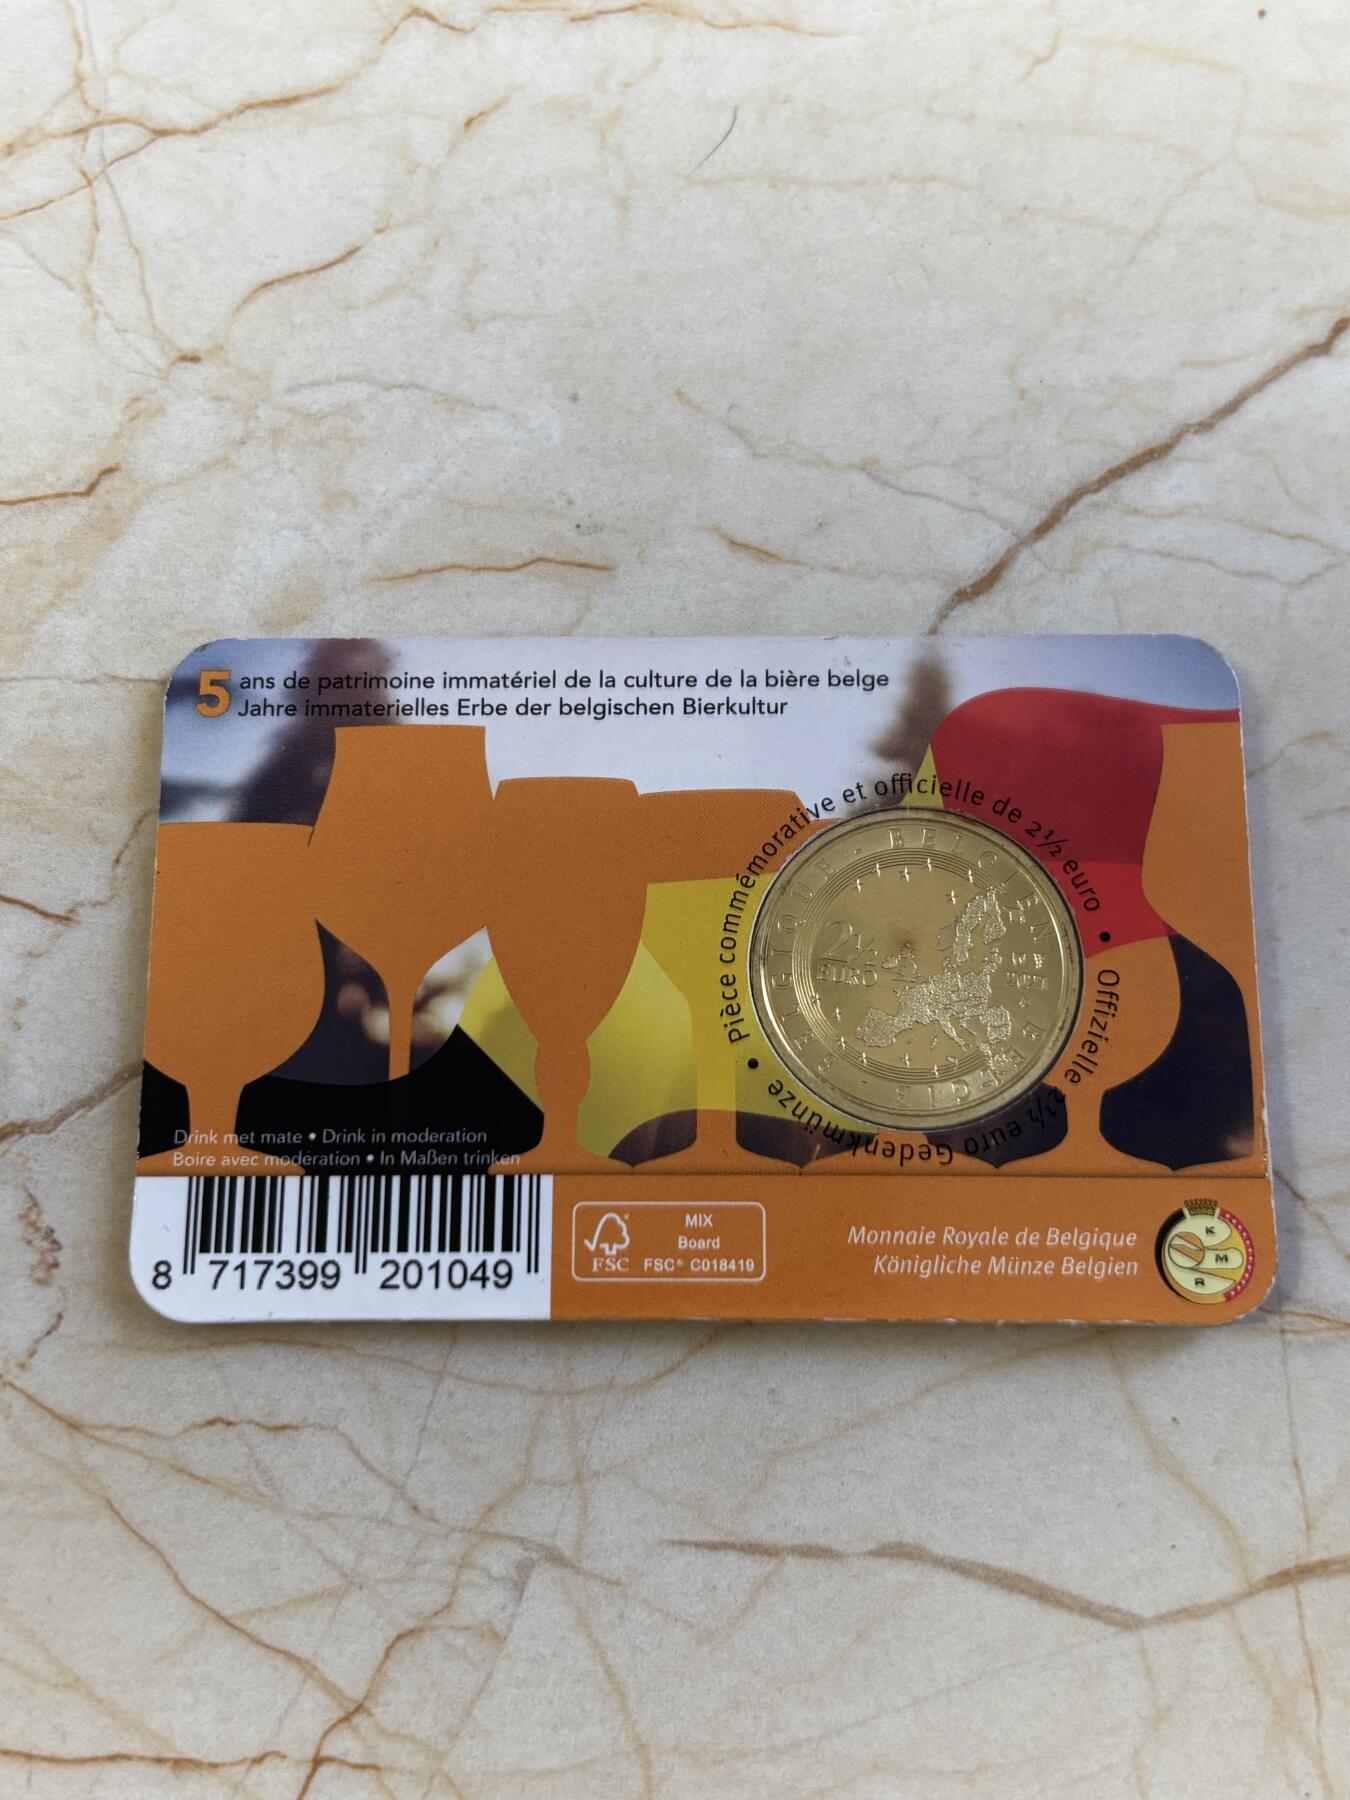 5 ans de patrimoine immatériel de la culture de la bière belge
Jahre immaterielles Erbe der belgischen Bierkultur
Pièce commémorative et officielle de 2½ euro • Offizielle 2½ euro Gedenkmünze •
BELGIQUE - BELGIEN - BELGIE
2½
EURO
2021
Drink met mate • Drink in moderation
Boire avec modération • In Maßen trinken
8 717399 201049
FSC
MIX
Board
FSC® C018419
Monnaie Royale de Belgique
Königliche Münze Belgien
K
M
R